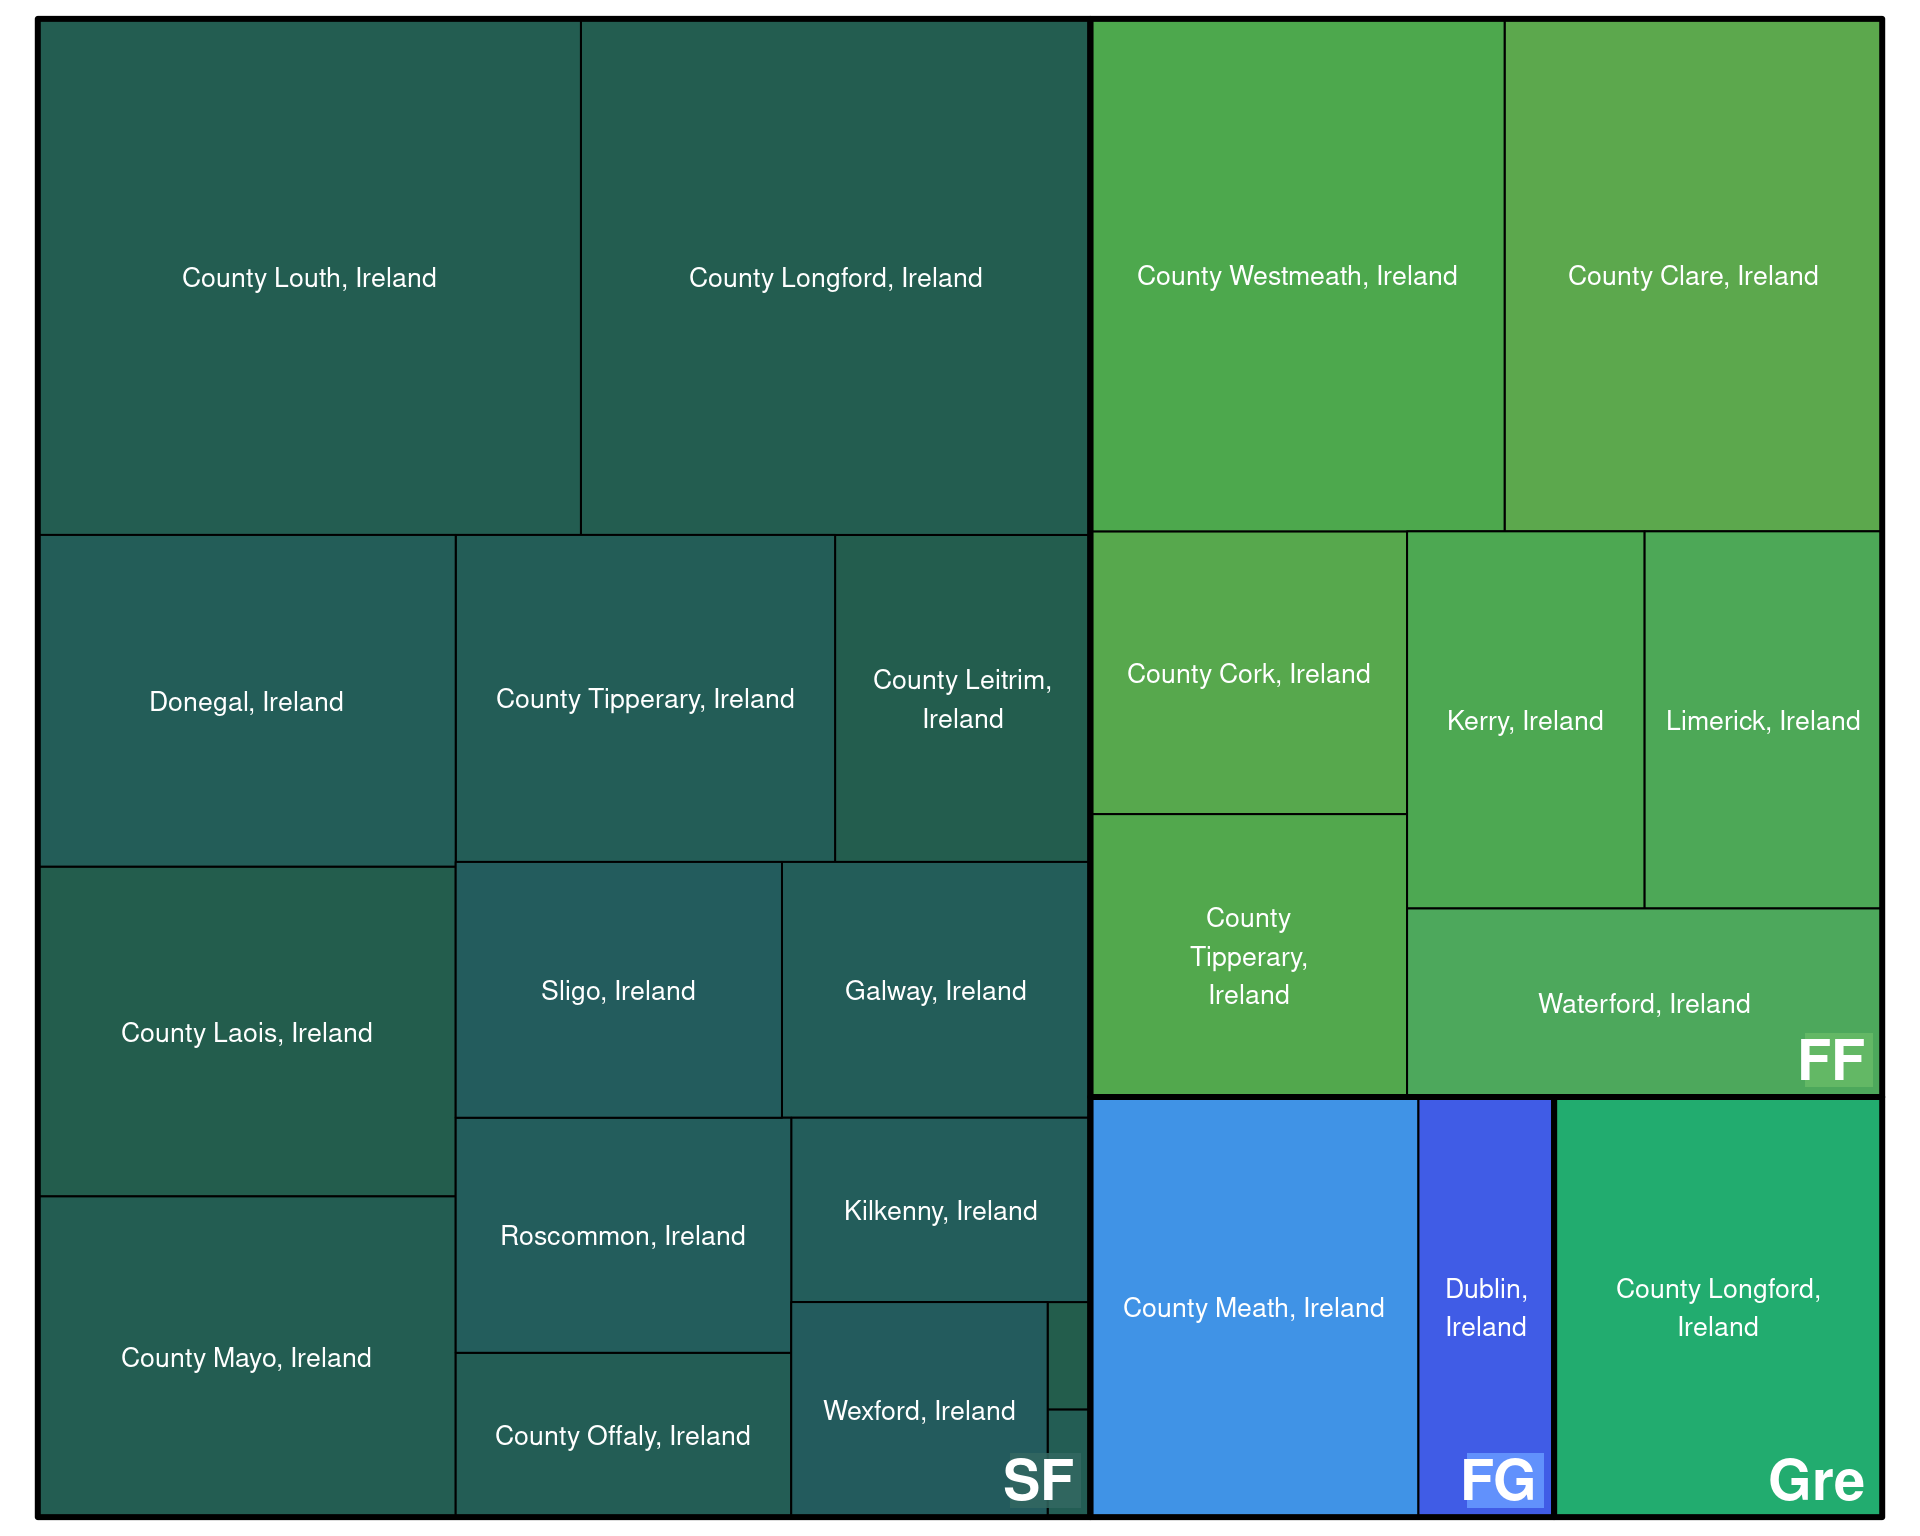 County Louth, Ireland
County Longford, Ireland
County Westmeath, Ireland
County Clare, Ireland
Donegal, Ireland
County Tipperary, Ireland
County Leitrim,
Ireland
County Cork, Ireland
Kerry, Ireland
Limerick, Ireland
County Laois, Ireland
Sligo, Ireland
Galway, Ireland
County
Tipperary,
Ireland
Waterford, Ireland
FF
County Mayo, Ireland
Roscommon, Ireland
Kilkenny, Ireland
County Offaly, Ireland
Wexford, Ireland
SF
County Meath, Ireland
Dublin,
Ireland
FG
County Longford,
Ireland
Gre